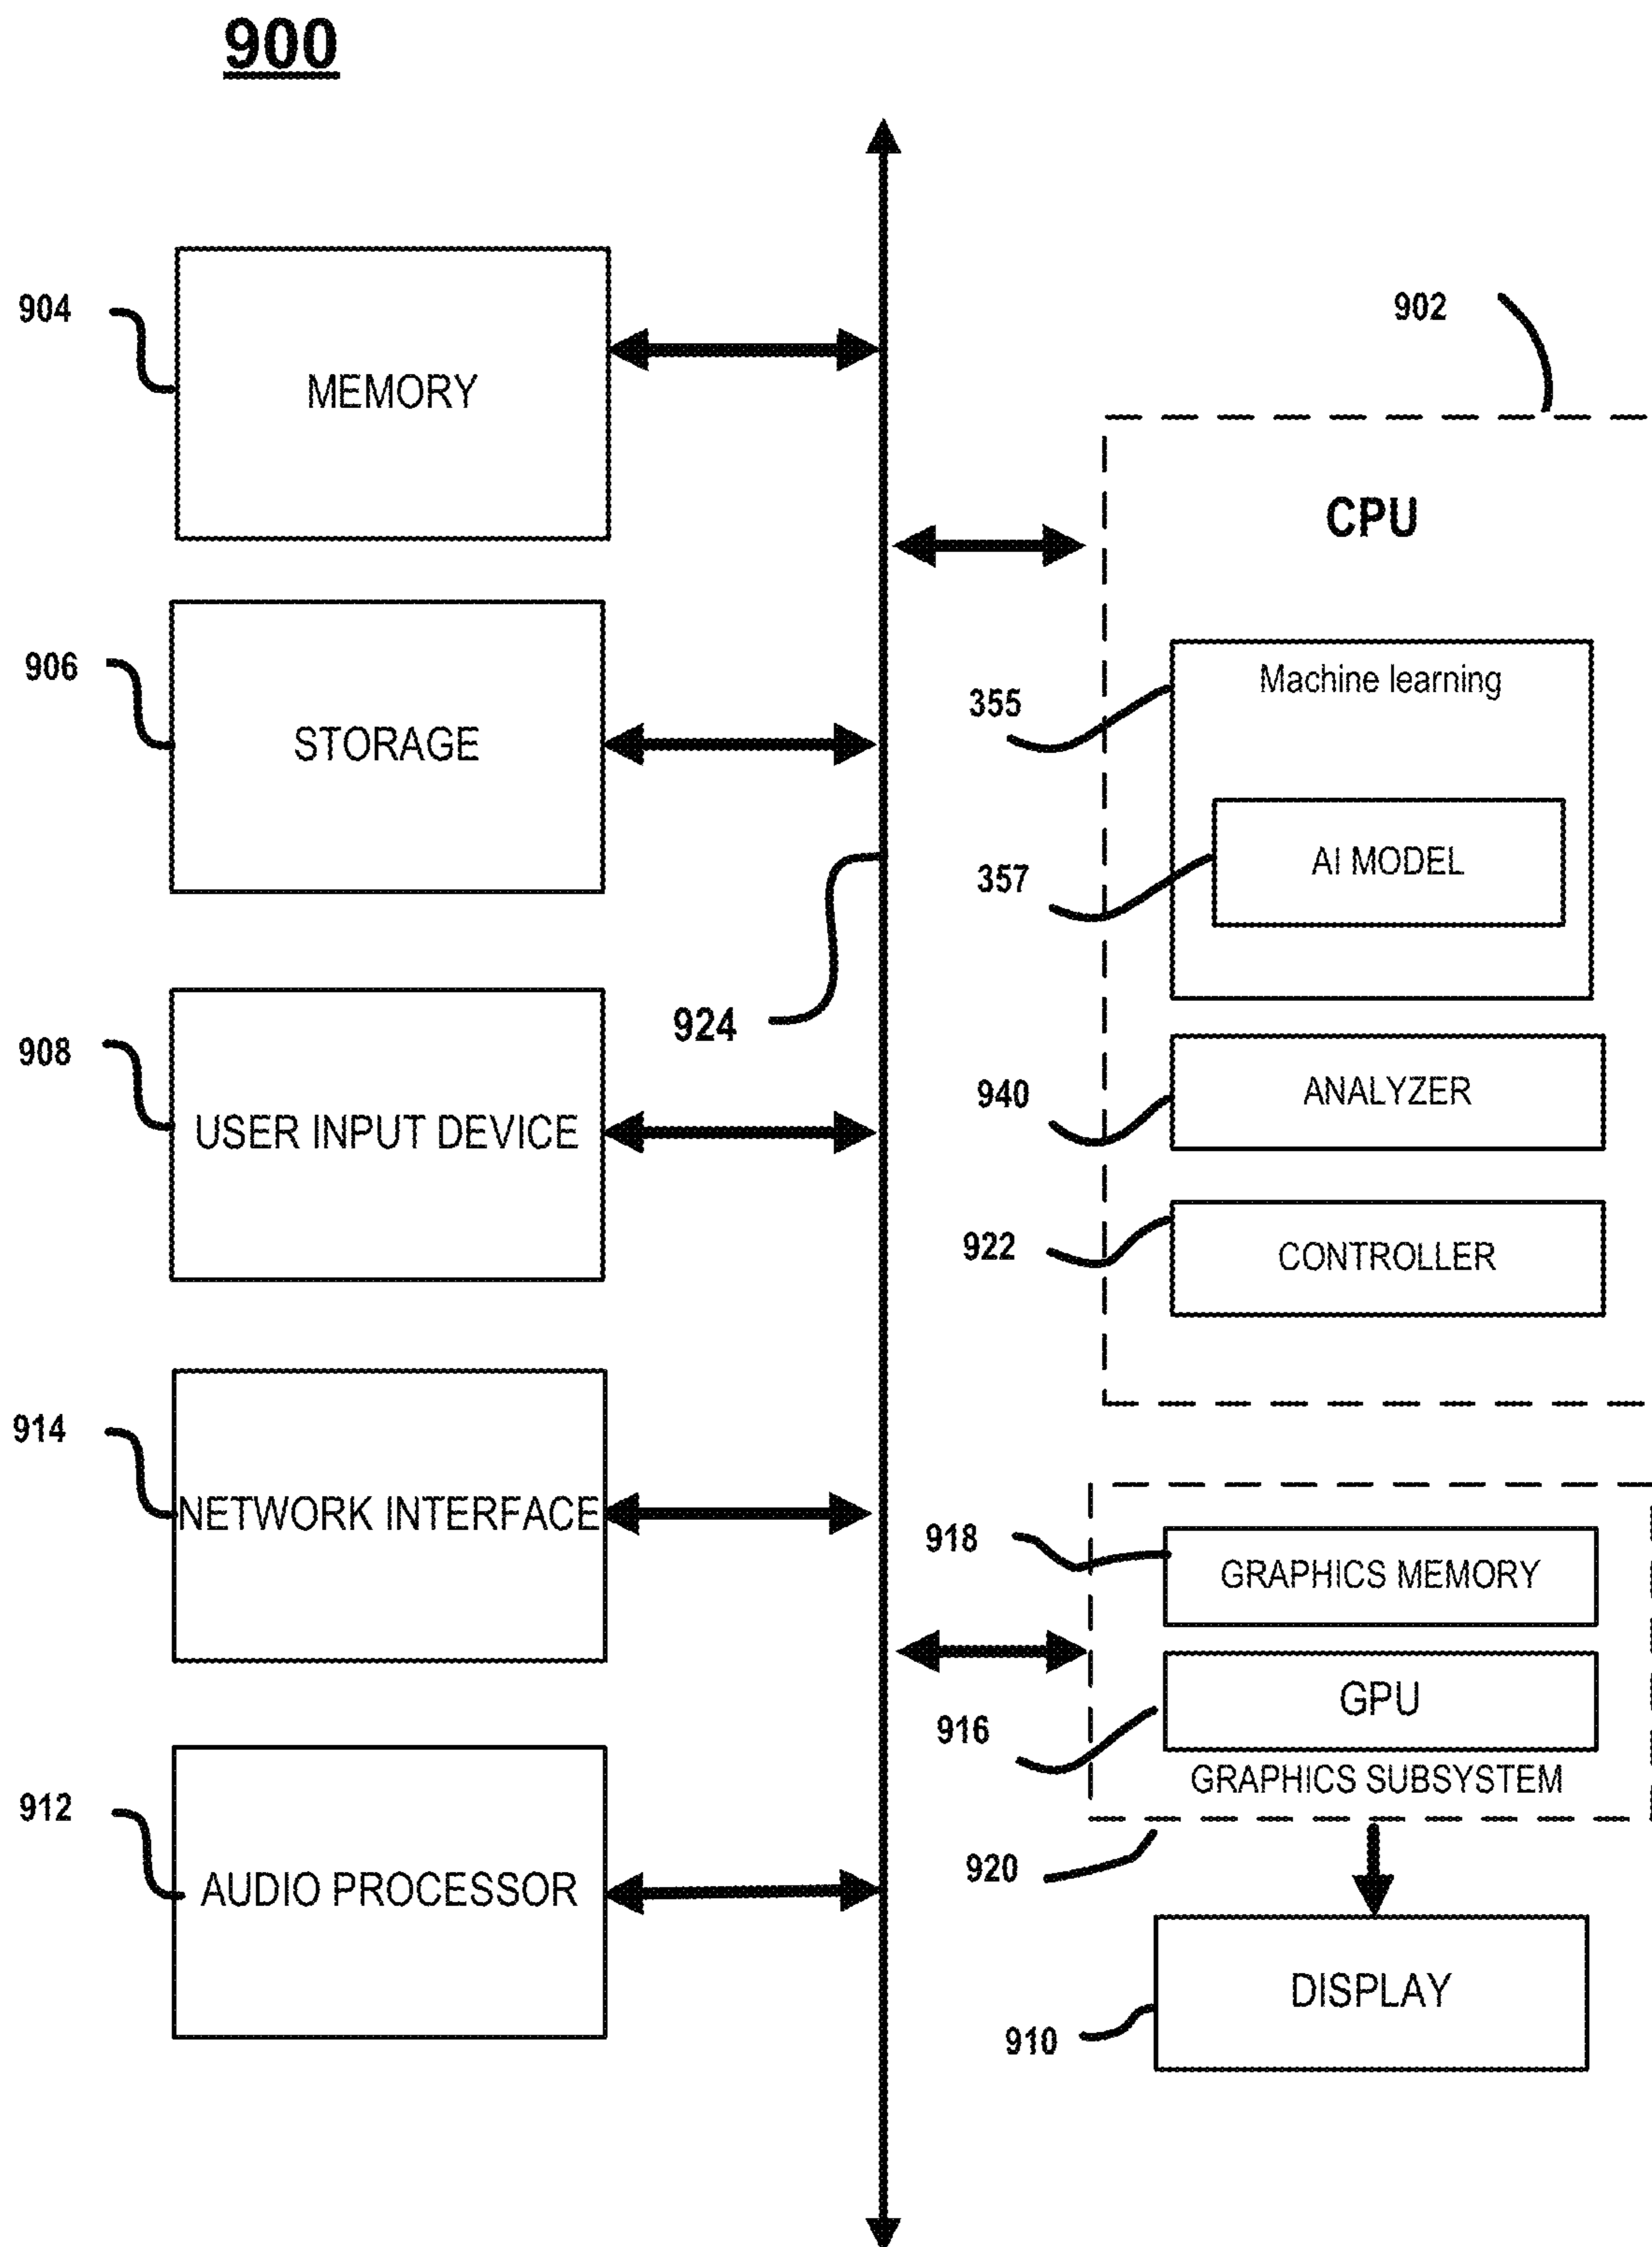 900
904
MEMORY
902
CPU
906
STORAGE
355
Machine learning
357
AI MODEL
924
908
USER INPUT DEVICE
940
ANALYZER
922
CONTROLLER
914
NETWORK INTERFACE
918
GRAPHICS MEMORY
916
GPU
GRAPHICS SUBSYSTEM
912
AUDIO PROCESSOR
920
910
DISPLAY